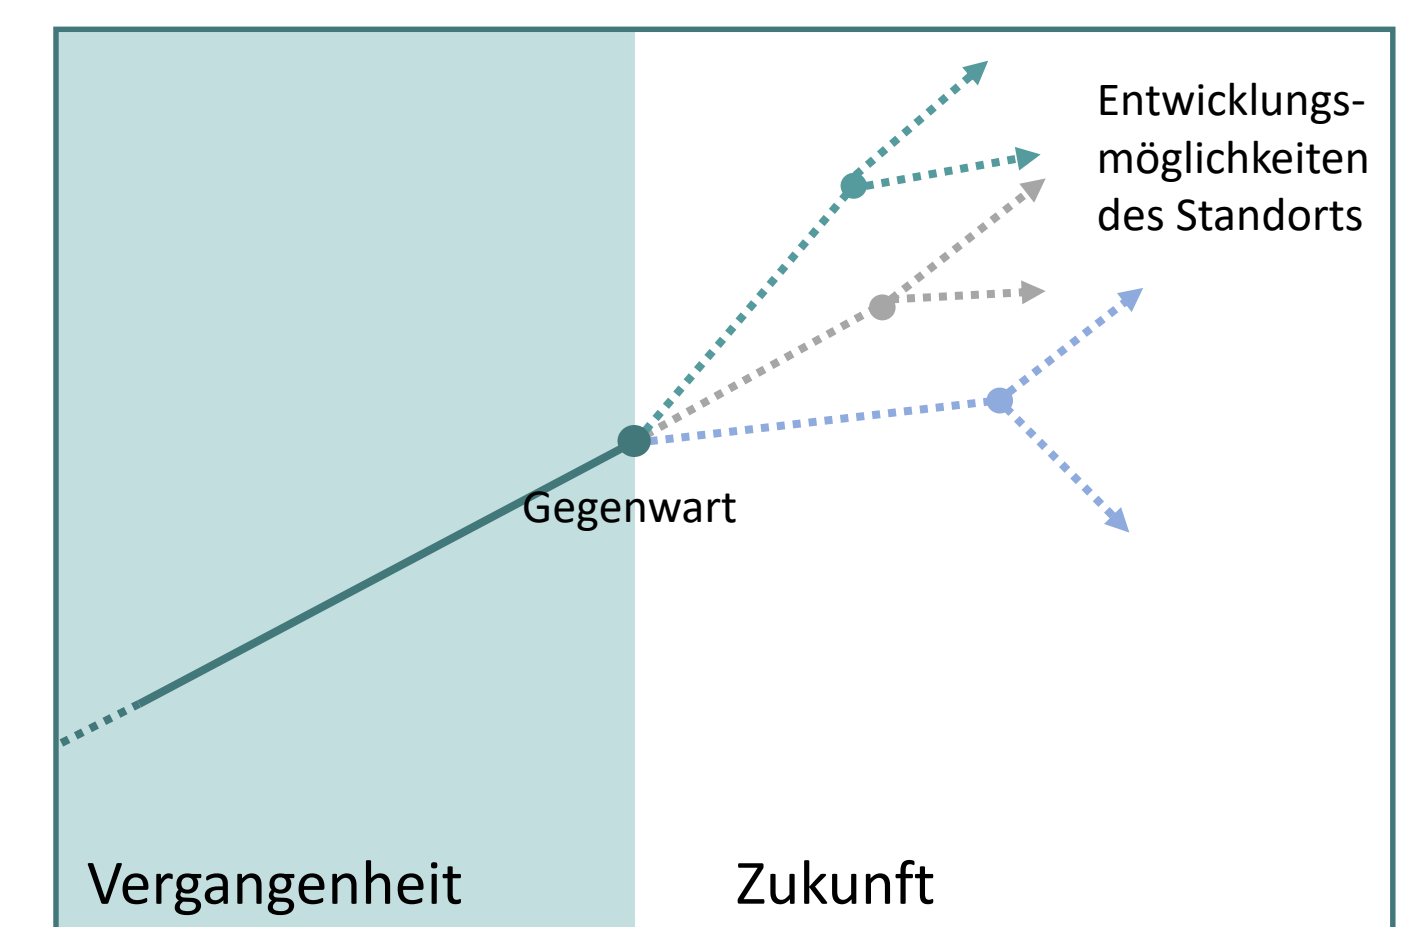 Entwicklungs-
möglichkeiten
des Standorts
Gegenwart
Vergangenheit
Zukunft